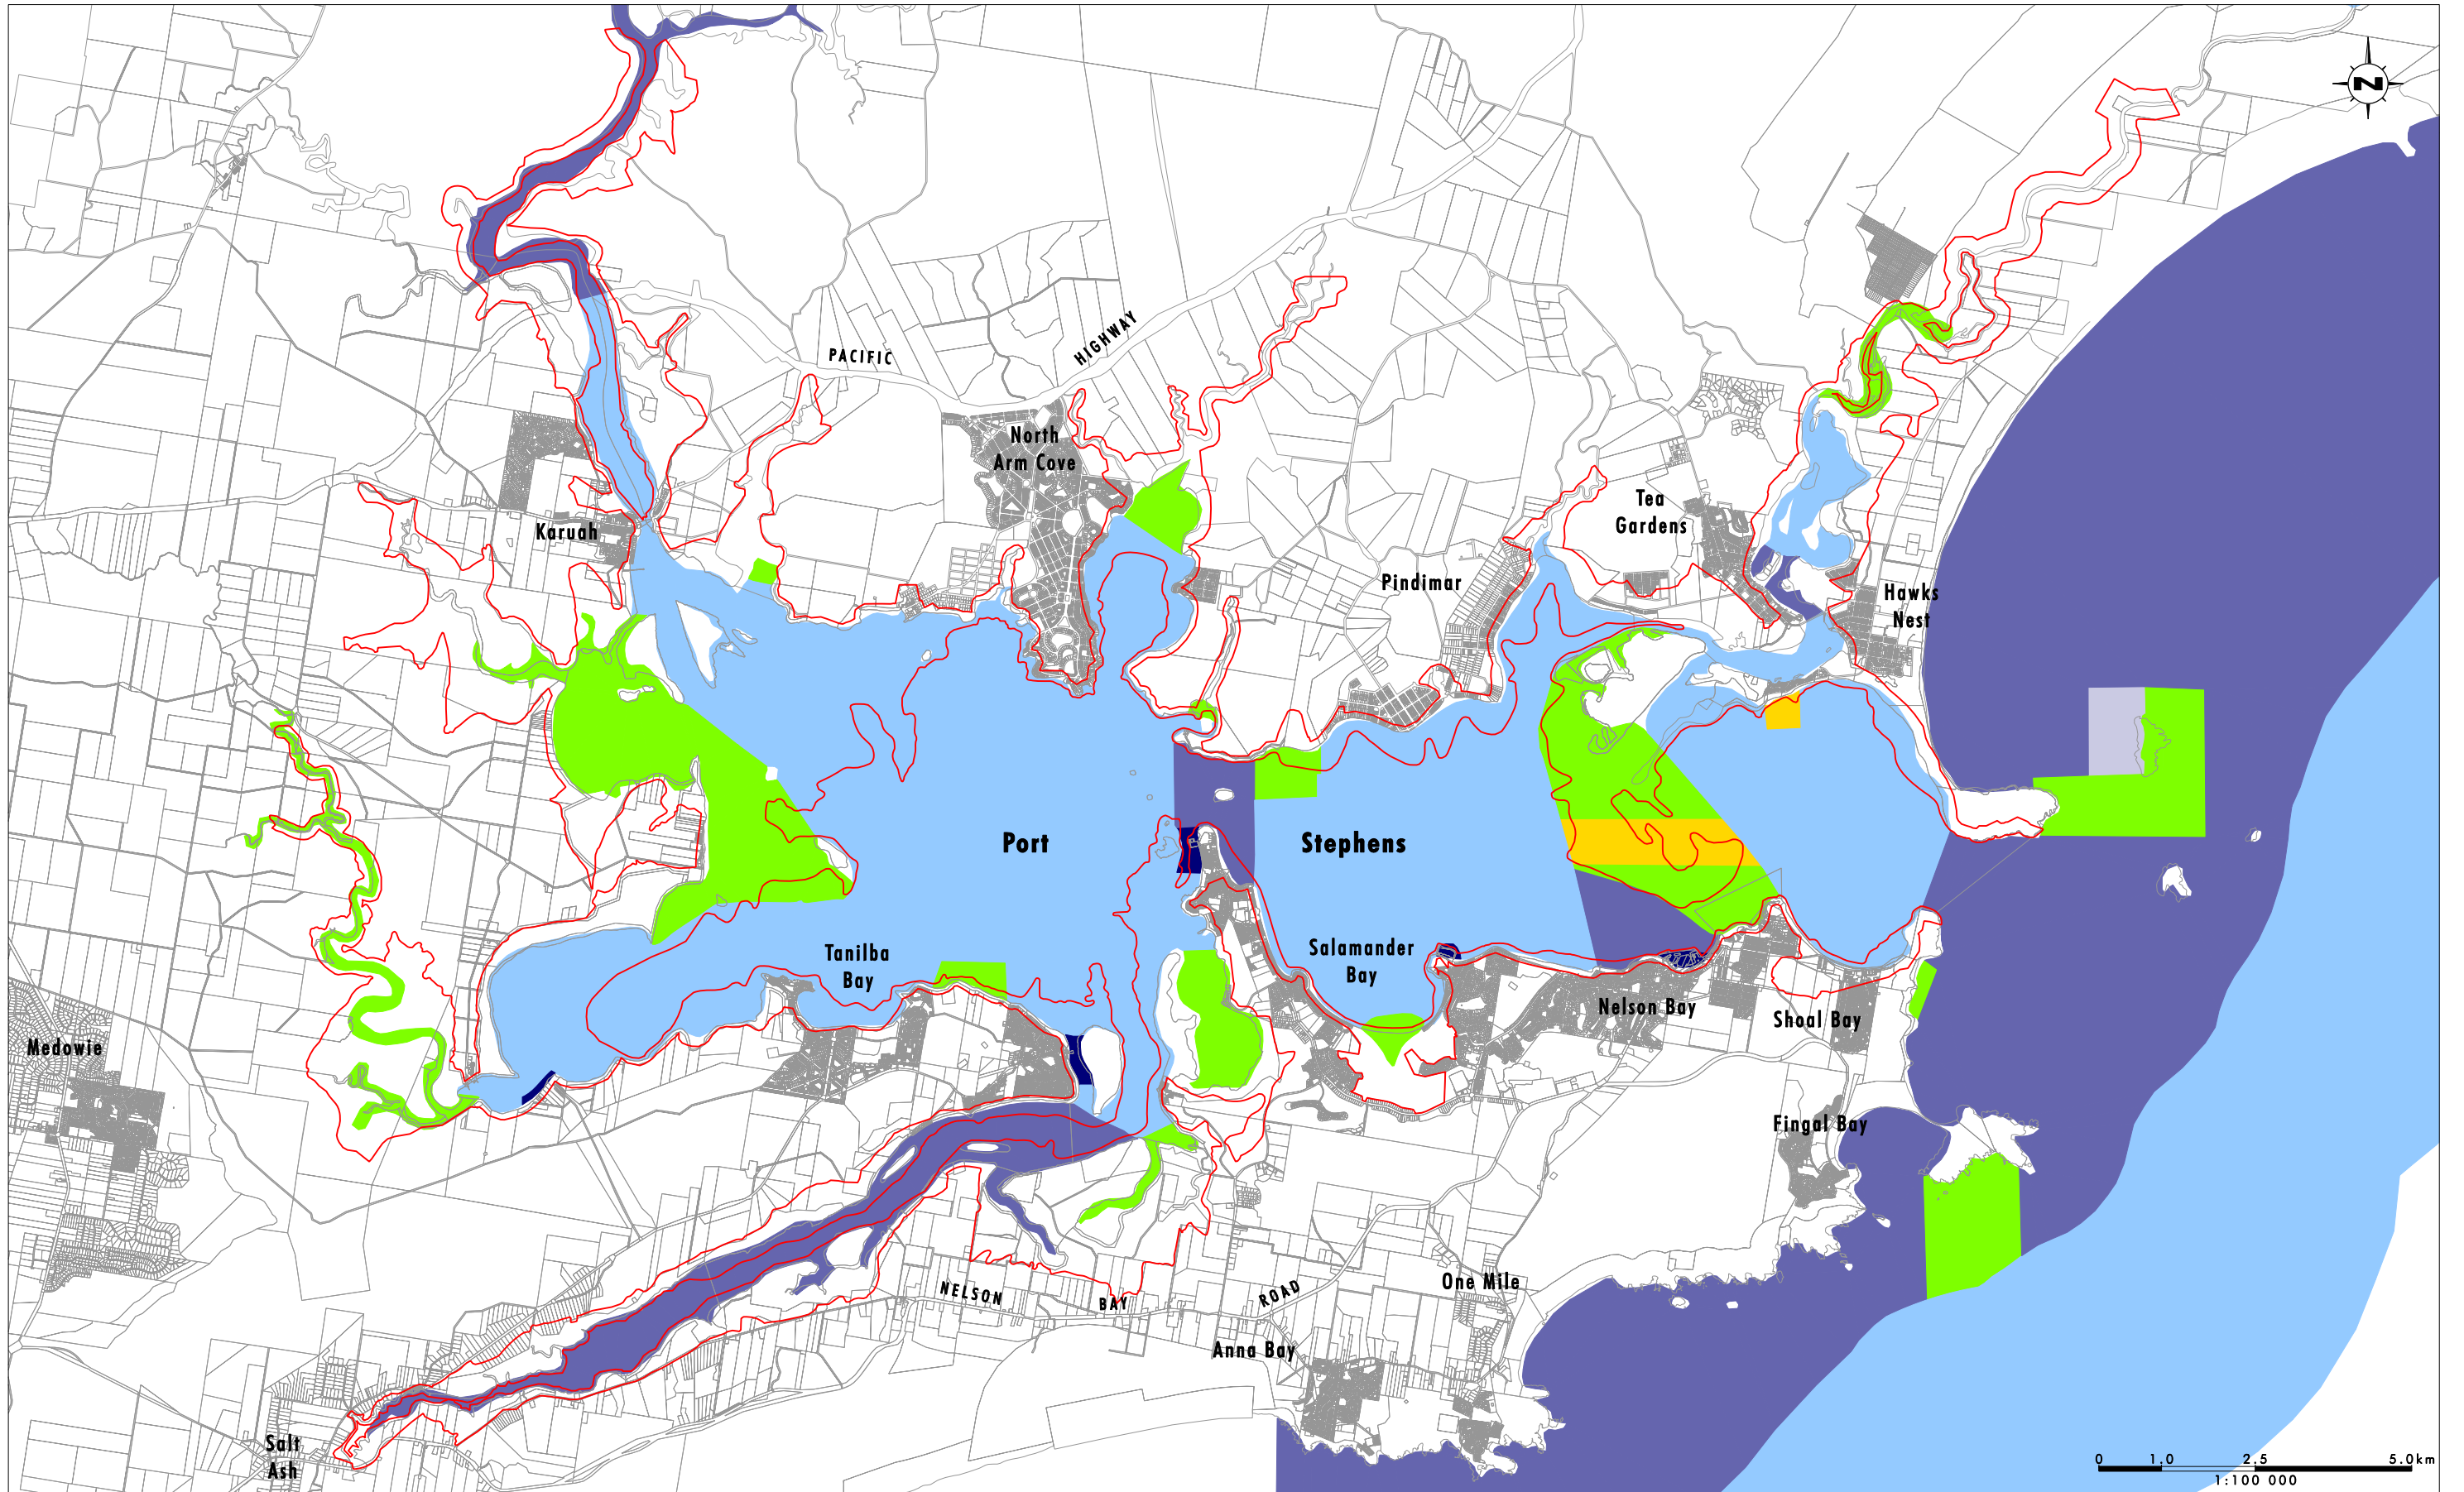 N
PACIFIC
HIGHWAY
North
Arm Cove
Karuah
Tea
Gardens
Pindimar
Hawks
Nest
Port
Stephens
Tanilba
Bay
Salamander
Bay
Nelson Bay
Shoal Bay
Medowie
Fingal Bay
NELSON
BAY
ROAD
One Mile
Anna Bay
Salt
Ash
0 1.0 2.5 5.0km
1:100 000